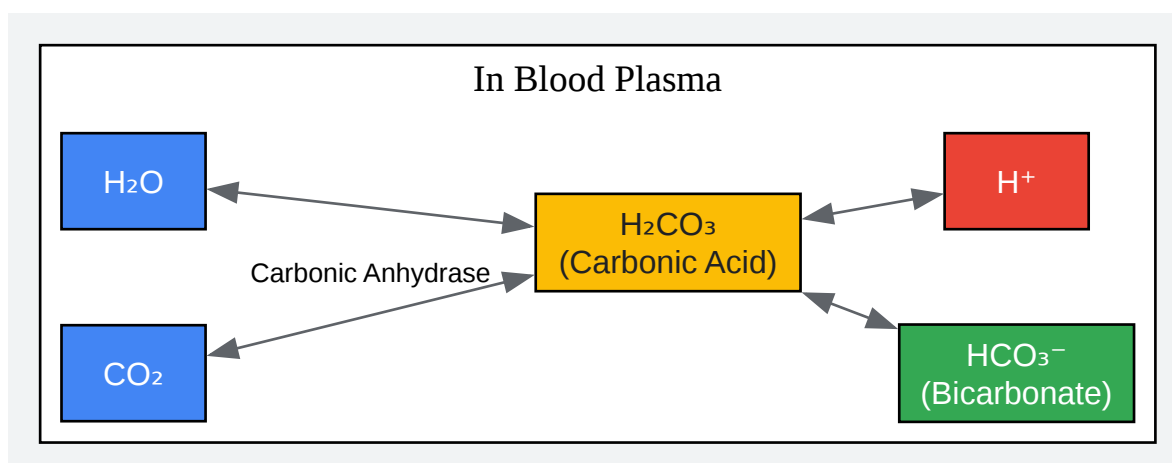 In Blood Plasma
H₂O
H₂CO₃
(Carbonic Acid)
H⁺
Carbonic Anhydrase
CO₂
HCO₃⁻
(Bicarbonate)